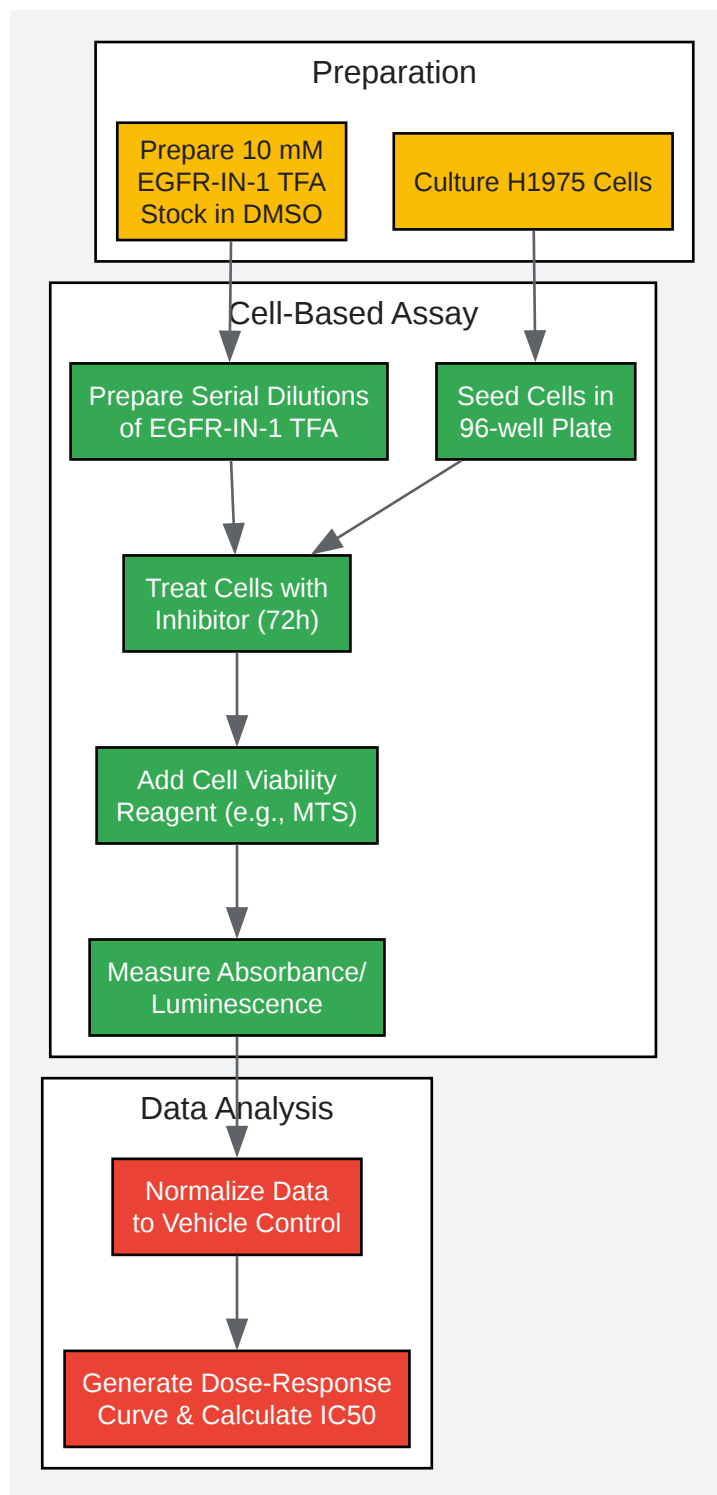 Preparation
Prepare 10 mM
EGFR-IN-1 TFA
Stock in DMSO
Culture H1975 Cells
Cell-Based Assay
Prepare Serial Dilutions
of EGFR-IN-1 TFA
Seed Cells in
96-well Plate
Treat Cells with
Inhibitor (72h)
Add Cell Viability
Reagent (e.g., MTS)
Measure Absorbance/
Luminescence
Data Analysis
Normalize Data
to Vehicle Control
Generate Dose-Response
Curve & Calculate IC50